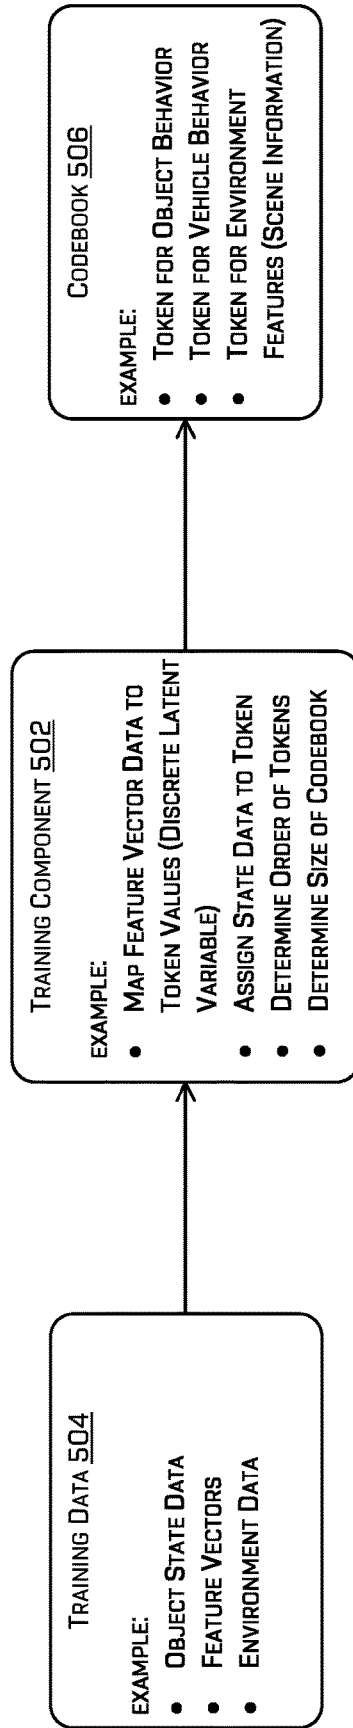 TRAINING DATA 504
EXAMPLE:
● OBJECT STATE DATA
● FEATURE VECTORS
● ENVIRONMENT DATA
TRAINING COMPONENT 502
EXAMPLE:
● MAP FEATURE VECTOR DATA TO
TOKEN VALUES (DISCRETE LATENT
VARIABLE)
● ASSIGN STATE DATA TO TOKEN
● DETERMINE ORDER OF TOKENS
● DETERMINE SIZE OF CODEBOOK
CODEBOOK 506
EXAMPLE:
● TOKEN FOR OBJECT BEHAVIOR
● TOKEN FOR VEHICLE BEHAVIOR
● TOKEN FOR ENVIRONMENT
FEATURES (SCENE INFORMATION)